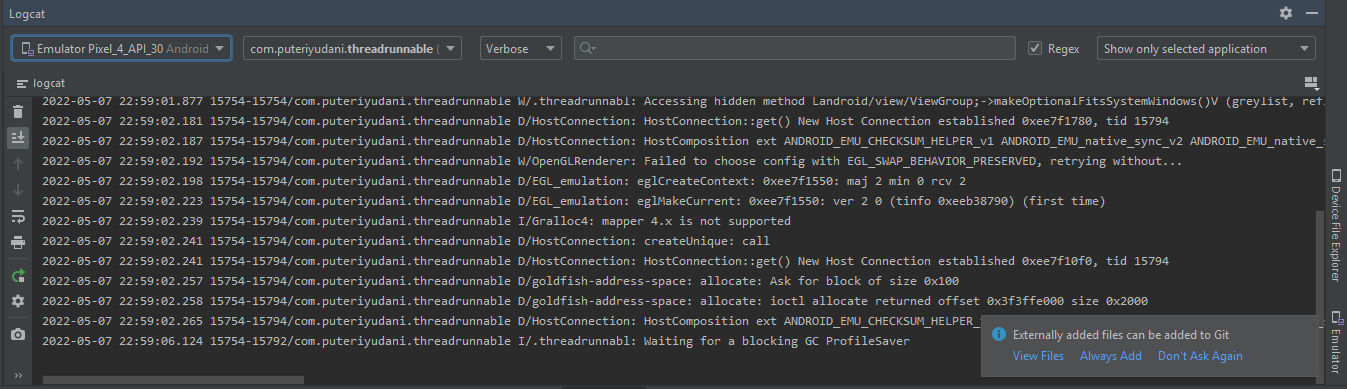 Logcat
Emulator Pixel_4_API_30 Android
com.puteriyudani.threadrunnable (
Verbose
Regex
Show only selected application
logcat
2022-05-07 22:59:01.877 15754-15754/com.puteriyudani.threadrunnable W/.threadrunnabl: Accessing hidden method Landroid/view/ViewGroup;->makeOptionalFitsSystemWindows()V (greylist, ref
2022-05-07 22:59:02.181 15754-15794/com.puteriyudani.threadrunnable D/HostConnection: HostConnection::get() New Host Connection established 0xee7f1780, tid 15794
2022-05-07 22:59:02.187 15754-15794/com.puteriyudani.threadrunnable D/HostConnection: HostComposition ext ANDROID_EMU_CHECKSUM_HELPER_v1 ANDROID_EMU_native_sync_v2 ANDROID_EMU_native_s
2022-05-07 22:59:02.192 15754-15794/com.puteriyudani.threadrunnable W/OpenGLRenderer: Failed to choose config with EGL_SWAP_BEHAVIOR_PRESERVED, retrying without...
2022-05-07 22:59:02.198 15754-15794/com.puteriyudani.threadrunnable D/EGL_emulation: eglCreateContext: 0xee7f1550: maj 2 min 0 rcv 2
2022-05-07 22:59:02.223 15754-15794/com.puteriyudani.threadrunnable D/EGL_emulation: eglMakeCurrent: 0xee7f1550: ver 2 0 (tinfo 0xeeb38790) (first time)
2022-05-07 22:59:02.239 15754-15794/com.puteriyudani.threadrunnable I/Gralloc4: mapper 4.x is not supported
2022-05-07 22:59:02.241 15754-15794/com.puteriyudani.threadrunnable D/HostConnection: createUnique: call
2022-05-07 22:59:02.241 15754-15794/com.puteriyudani.threadrunnable D/HostConnection: HostConnection::get() New Host Connection established 0xee7f10f0, tid 15794
2022-05-07 22:59:02.257 15754-15794/com.puteriyudani.threadrunnable D/goldfish-address-space: allocate: Ask for block of size 0x100
2022-05-07 22:59:02.258 15754-15794/com.puteriyudani.threadrunnable D/goldfish-address-space: allocate: ioctl allocate returned offset 0x3f3ffe000 size 0x2000
2022-05-07 22:59:02.265 15754-15794/com.puteriyudani.threadrunnable D/HostConnection: HostComposition ext ANDROID_EMU_CHECKSUM_HELPER_
2022-05-07 22:59:06.124 15754-15792/com.puteriyudani.threadrunnable I/.threadrunnabl: Waiting for a blocking GC ProfileSaver
Externally added files can be added to Git
View Files Always Add Don't Ask Again
Device File Explorer
Emulator